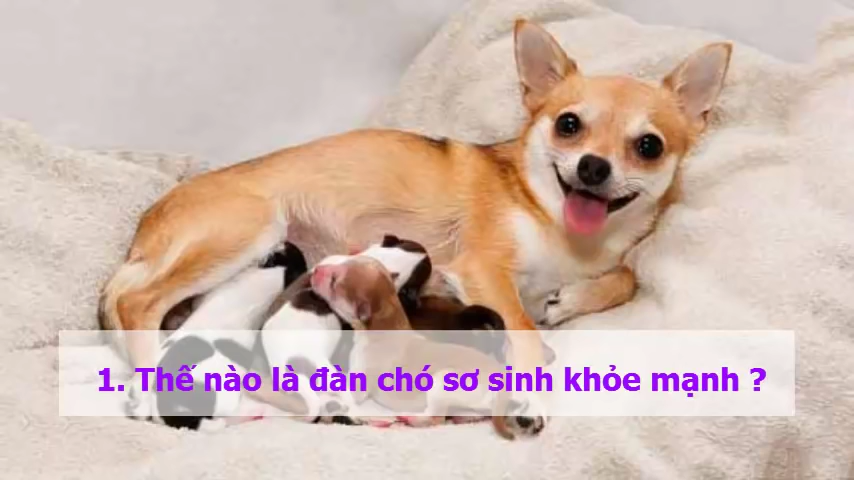 1. Thế nào là đàn chó sơ sinh khỏe mạnh ?